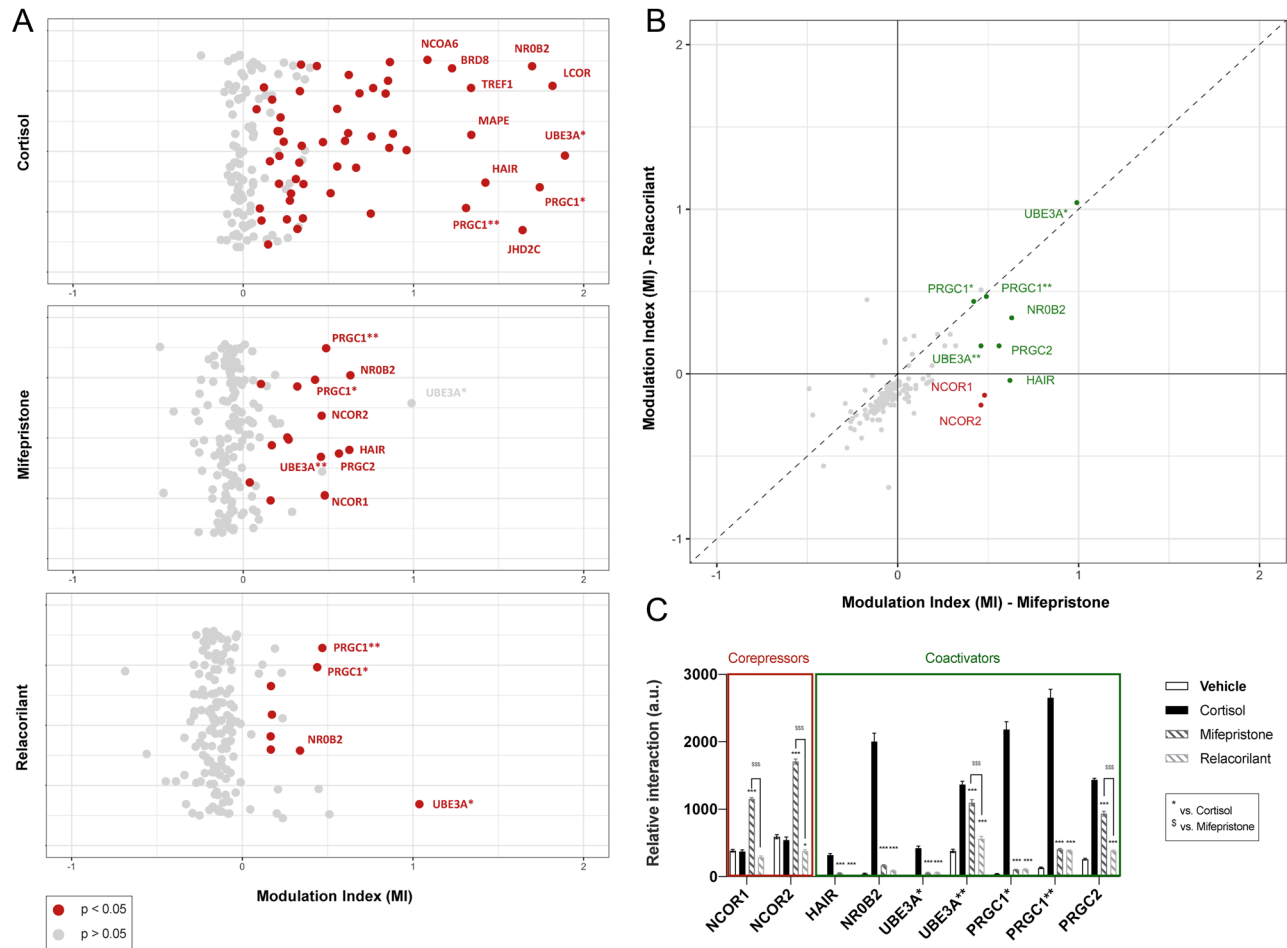 A
Cortisol
NCOA6
NR0B2
BRD8
LCOR
TREF1
MAPE
UBE3A*
HAIR
PRGC1*
PRGC1**
JHD2C
-1
0
1
2
Mifepristone
PRGC1**
NR0B2
UBE3A*
PRGC1*
NCOR2
HAIR
UBE3A**
PRGC2
NCOR1
-1
0
1
2
Relacorilant
PRGC1**
PRGC1*
NR0B2
UBE3A*
-1
0
1
2
Modulation Index (MI)
p < 0.05
p > 0.05
B
Modulation Index (MI) - Relacorilant
2
1
0
-1
UBE3A*
PRGC1*
PRGC1**
NR0B2
UBE3A**
PRGC2
NCOR1
HAIR
NCOR2
-1
0
1
2
Modulation Index (MI) - Mifepristone
C
Corepressors
Coactivators
Relative interaction (a.u.)
3000
2000
1000
0
$$$
***
$$$
***
*
*** ***
*** ***
*** ***
$$$
***
***
*** ***
*** ***
$$$
***
***
NCOR1
NCOR2
HAIR
NR0B2
UBE3A*
UBE3A**
PRGC1*
PRGC1**
PRGC2
Vehicle
Cortisol
Mifepristone
Relacorilant
* vs. Cortisol
$ vs. Mifepristone